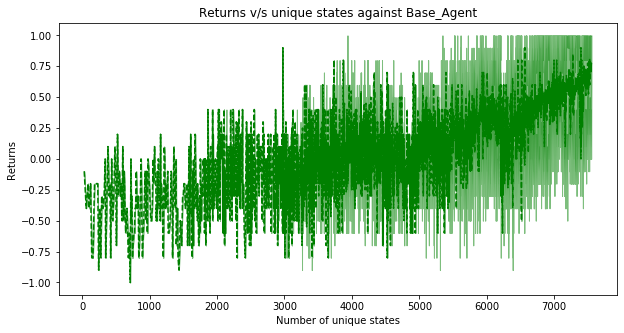 Returns v/s unique states against Base_Agent
Returns
1.00
0.75
0.50
0.25
0.00
−0.25
−0.50
−0.75
−1.00
0 1000 2000 3000 4000 5000 6000 7000
Number of unique states